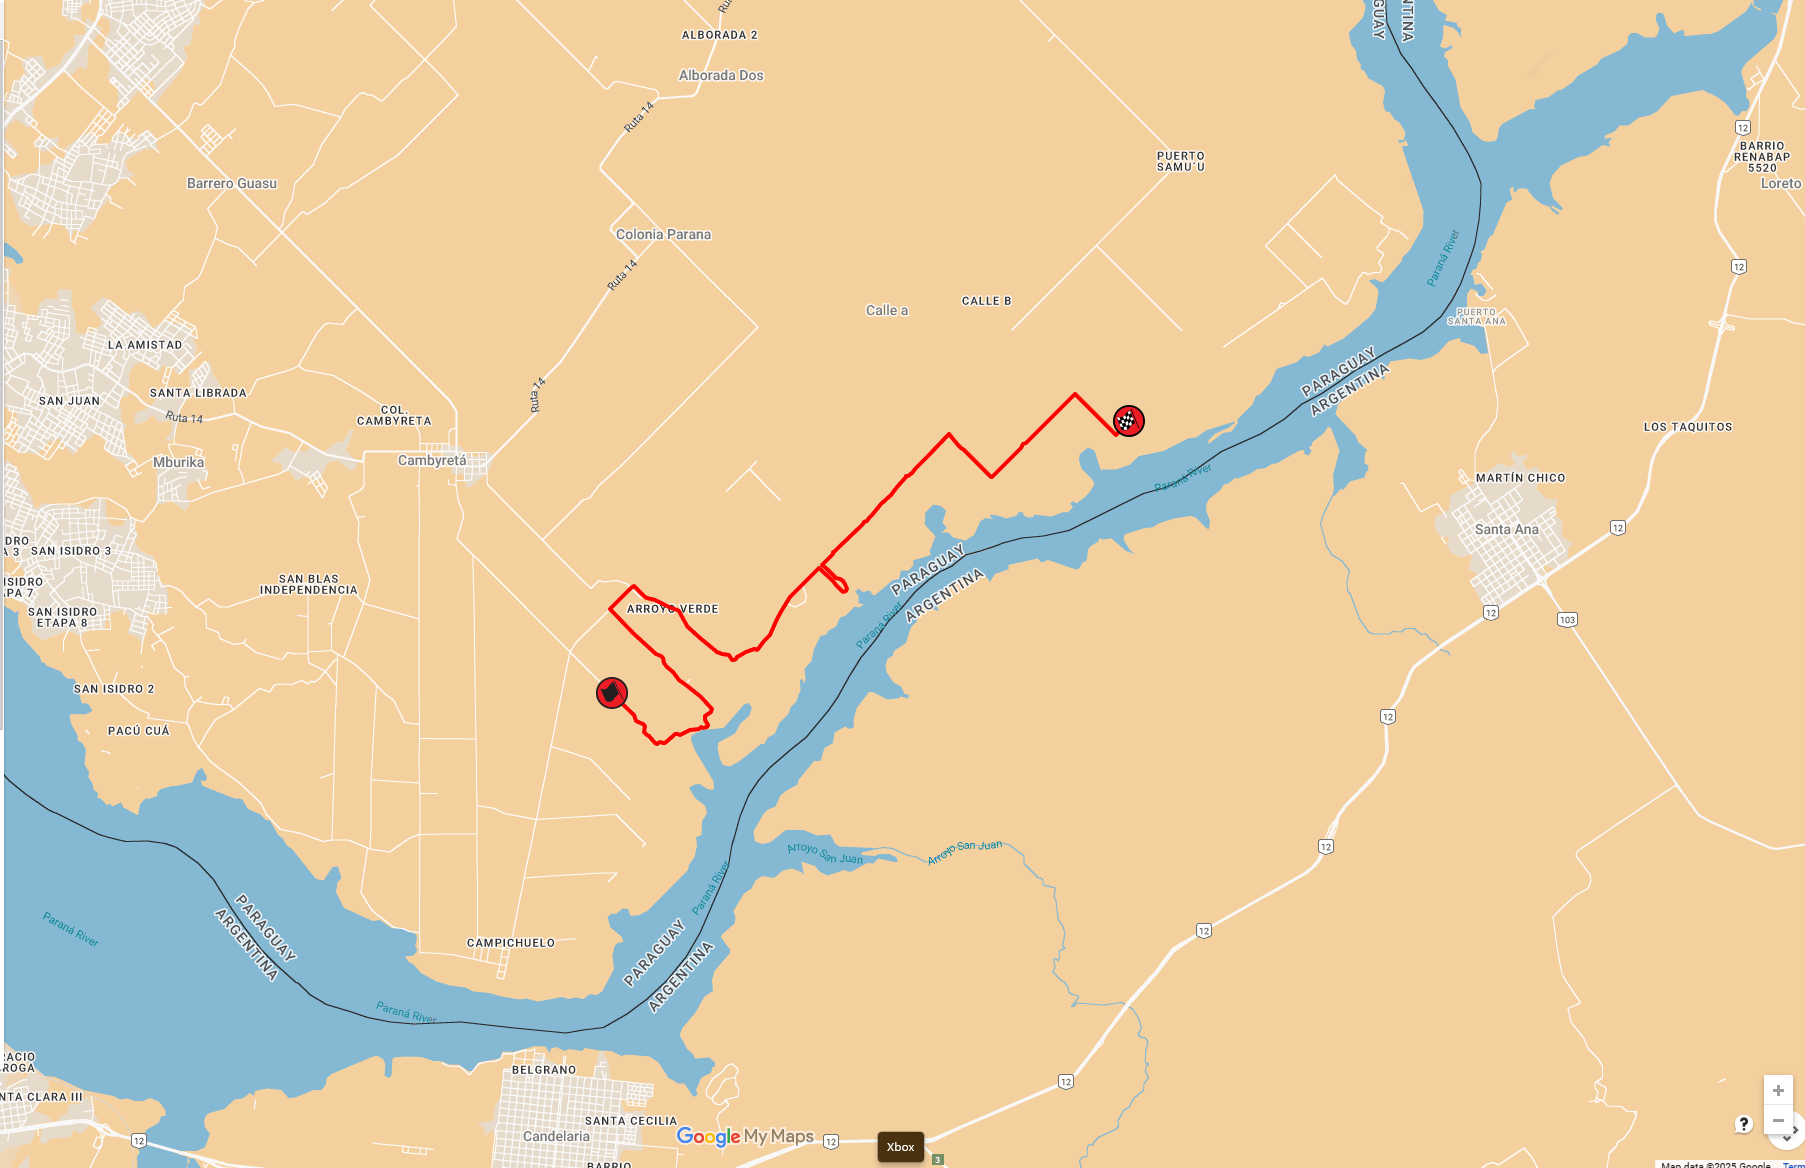 GUAY
NTINA
ALBORADA 2
Alborada Dos
Ruta 14
12
BARRIO
RENABAP
5520
Loreto
PUERTO
SAMU´U
Barrero Guasu
Colonia Parana
Ruta 14
Paraná River
12
CALLE B
Calle a
PUERTO
SANTA ANA
LA AMISTAD
PARAGUAY
ARGENTINA
SANTA LIBRADA
SAN JUAN
Ruta 14
COL.
CAMBYRETA
Ruta 14
LOS TAQUITOS
Mburika
Cambyretá
Paraná River
MARTÍN CHICO
Santa Ana
12
DRO
A 3
SAN ISIDRO 3
PARAGUAY
ARGENTINA
ISIDRO
APA 7
SAN BLAS
INDEPENDENCIA
SAN ISIDRO
ETAPA 8
ARROYO VERDE
Paraná River
12
103
SAN ISIDRO 2
PACÚ CUÁ
12
12
Arroyo San Juan
Arroyo San Juan
Paraná River
PARAGUAY
ARGENTINA
Paraná River
12
CAMPICHUELO
PARAGUAY
ARGENTINA
Paraná River
RACIO
ROGA
BELGRANO
12
NTA CLARA III
SANTA CECILIA
Candelaria
12
Google My Maps
12
Xbox
3
BARRIO
+
−
?
Map data ©2025 Google
Term